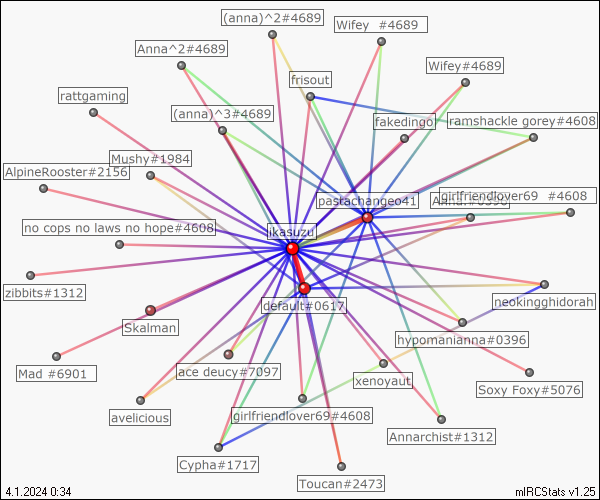 (anna)^2#4689
Wifey #4689
Anna^2#4689
frisout
Wifey#4689
rattgaming
(anna)^3#4689
fakedingo
ramshackle gorey#4608
Mushy#1984
AlpineRooster#2156
pastachangeo41
girlfriendlover69 #4608
no cops no laws no hope#4608
ikasuzu
zibbits#1312
default#0617
neokingghidorah
Skalman
hypomanianna#0396
Mad #6901
ace deucy#7097
xenoyaut
Soxy Foxy#5076
avelicious
girlfriendlover69#4608
Annarchist#1312
Cypha#1717
Toucan#2473
4.1.2024 0:34
mIRCStats v1.25